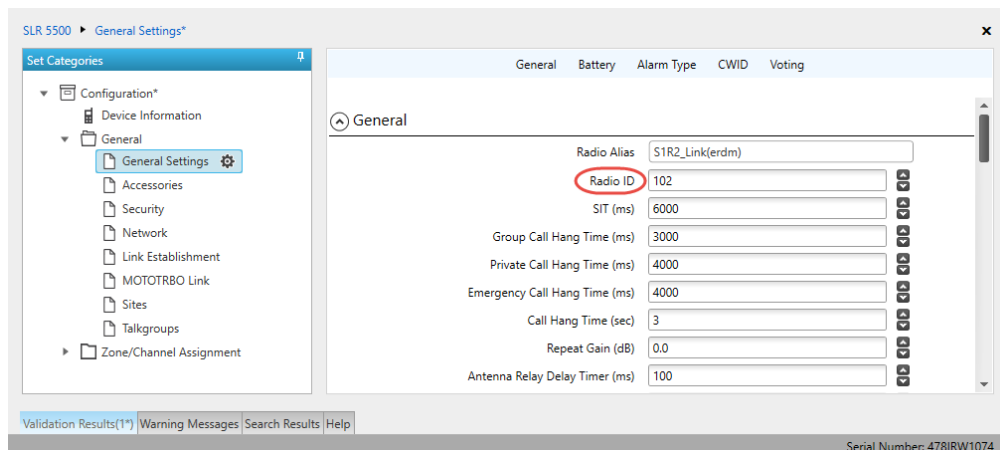 SLR 5500 General Settings*
Set Categories
Configuration*
Device Information
General
General Settings
Accessories
Security
Network
Link Establishment
MOTOTRBO Link
Sites
Talkgroups
Zone/Channel Assignment
General Battery Alarm Type CWID Voting
General
Radio Alias S1R2_Link(erdm)
Radio ID 102
SIT (ms) 6000
Group Call Hang Time (ms) 3000
Private Call Hang Time (ms) 4000
Emergency Call Hang Time (ms) 4000
Call Hang Time (sec) 3
Repeat Gain (dB) 0.0
Antenna Relay Delay Timer (ms) 100
Validation Results(1*) Warning Messages Search Results Help
Serial Number: 478IRW1074